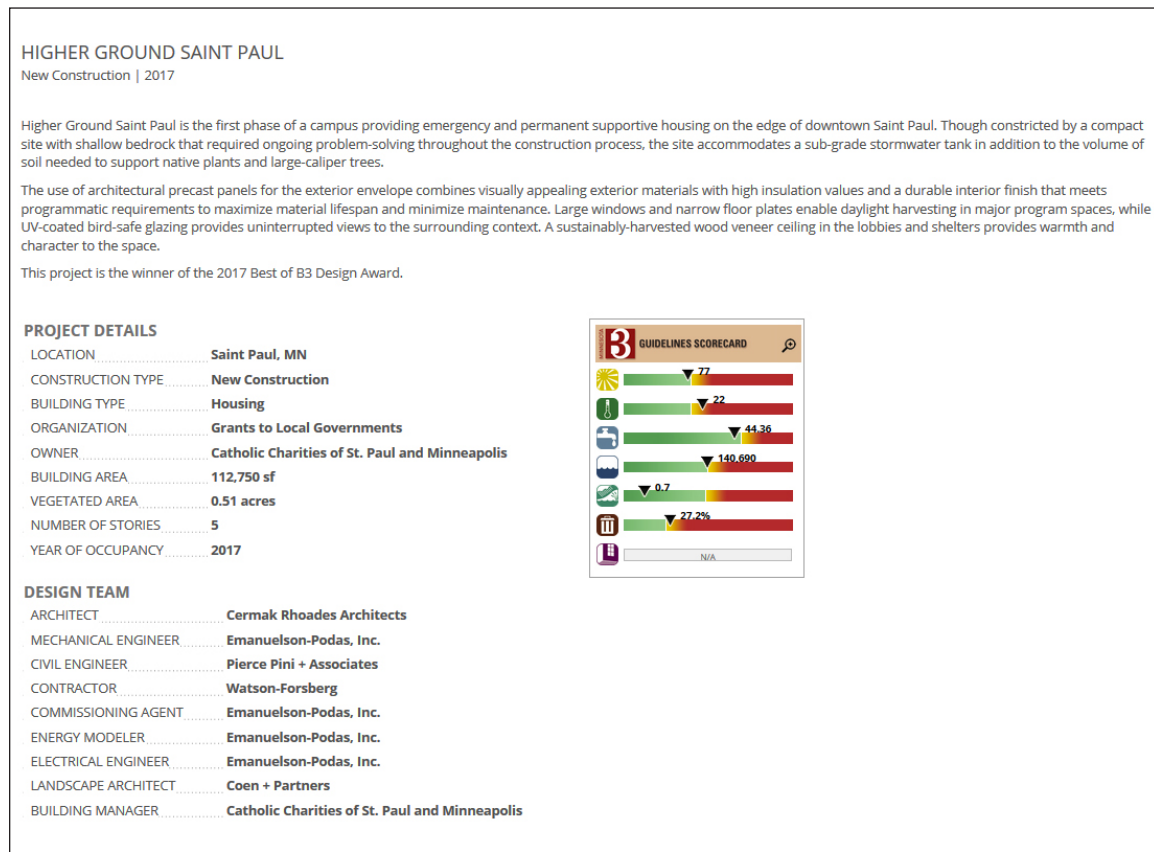 HIGHER GROUND SAINT PAUL
New Construction | 2017
Higher Ground Saint Paul is the first phase of a campus providing emergency and permanent supportive housing on the edge of downtown Saint Paul. Though constricted by a compact
site with shallow bedrock that required ongoing problem-solving throughout the construction process, the site accommodates a sub-grade stormwater tank in addition to the volume of
soil needed to support native plants and large-caliper trees.
The use of architectural precast panels for the exterior envelope combines visually appealing exterior materials with high insulation values and a durable interior finish that meets
programmatic requirements to maximize material lifespan and minimize maintenance. Large windows and narrow floor plates enable daylight harvesting in major program spaces, while
UV-coated bird-safe glazing provides uninterrupted views to the surrounding context. A sustainably-harvested wood veneer ceiling in the lobbies and shelters provides warmth and
character to the space.
This project is the winner of the 2017 Best of B3 Design Award.
PROJECT DETAILS
LOCATION Saint Paul, MN
CONSTRUCTION TYPE New Construction
BUILDING TYPE Housing
ORGANIZATION Grants to Local Governments
OWNER Catholic Charities of St. Paul and Minneapolis
BUILDING AREA 112,750 sf
VEGETATED AREA 0.51 acres
NUMBER OF STORIES 5
YEAR OF OCCUPANCY 2017
MINNESOTA B3 GUIDELINES SCORECARD
77
22
44.36
140,690
0.7
27.2%
N/A
DESIGN TEAM
ARCHITECT Cermak Rhoades Architects
MECHANICAL ENGINEER Emanuelson-Podas, Inc.
CIVIL ENGINEER Pierce Pini + Associates
CONTRACTOR Watson-Forsberg
COMMISSIONING AGENT Emanuelson-Podas, Inc.
ENERGY MODELER Emanuelson-Podas, Inc.
ELECTRICAL ENGINEER Emanuelson-Podas, Inc.
LANDSCAPE ARCHITECT Coen + Partners
BUILDING MANAGER Catholic Charities of St. Paul and Minneapolis